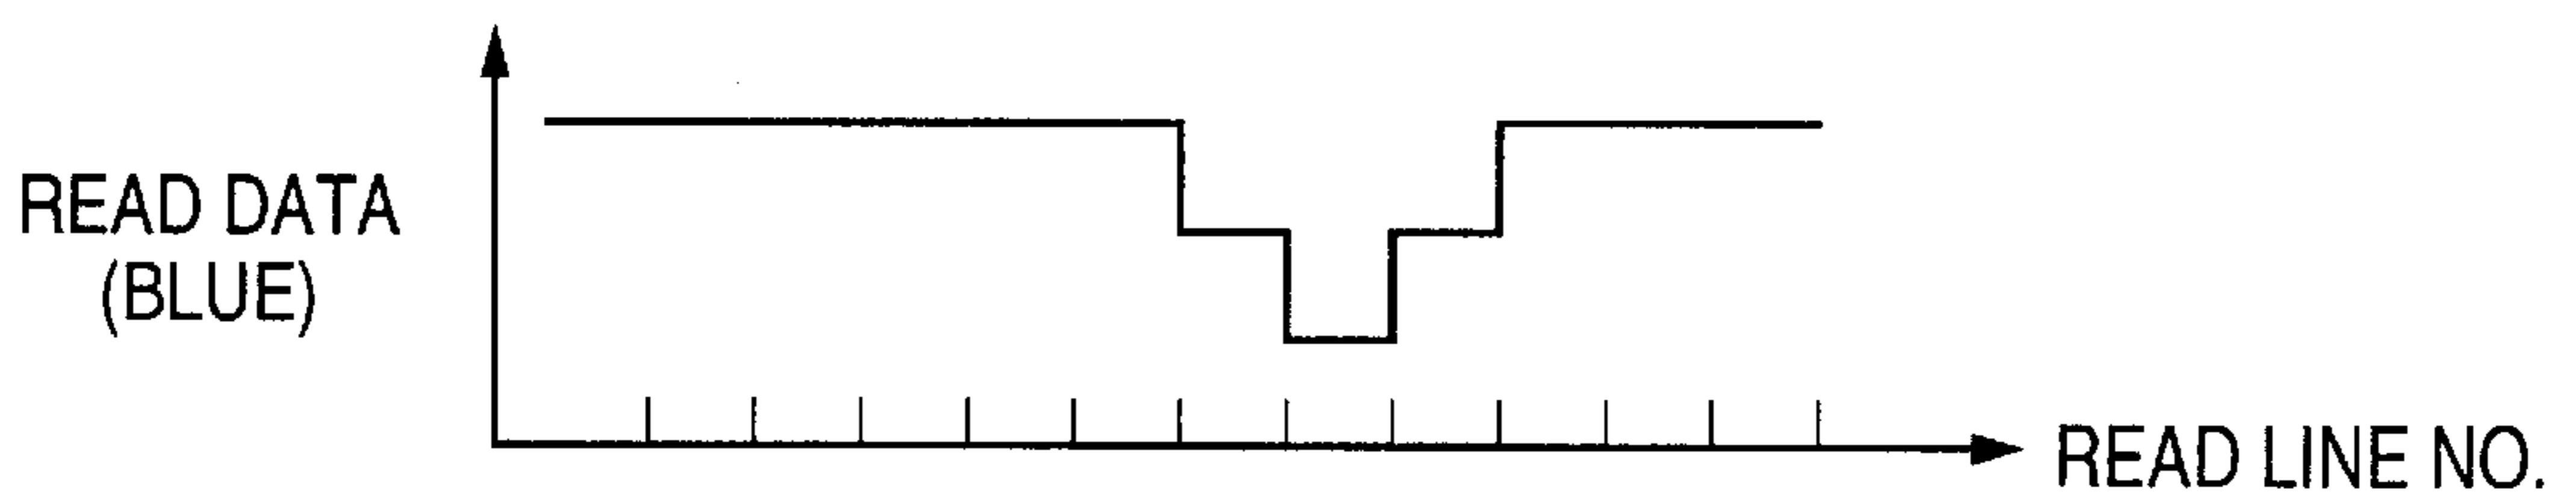 READ DATA
(BLUE)
READ LINE NO.